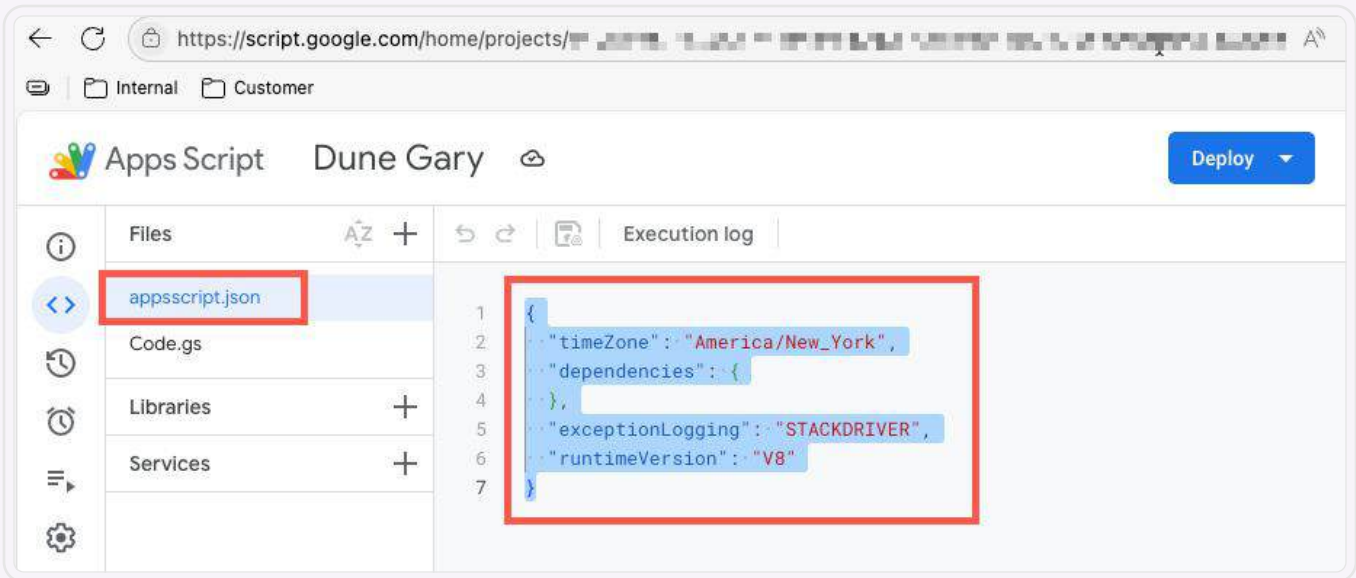 https://script.google.com/home/projects/
Internal Customer
Apps Script Dune Gary Deploy
Files AZ Execution log
appsscript.json
Code.gs
Libraries
Services
1 {
2 "timeZone": "America/New_York",
3 "dependencies": {
4 },
5 "exceptionLogging": "STACKDRIVER",
6 "runtimeVersion": "V8"
7 }